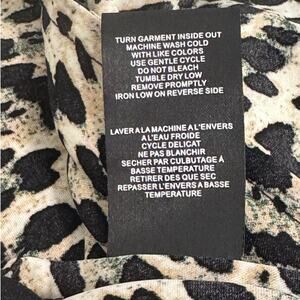 TURN GARMENT INSIDE OUT
MACHINE WASH COLD
WITH LIKE COLORS
USE GENTLE CYCLE
DO NOT BLEACH
TUMBLE DRY LOW
REMOVE PROMPTLY
IRON LOW ON REVERSE SIDE
LAVER A LA MACHINE A L'ENVERS
A L'EAU FROIDE
CYCLE DELICAT
NE PAS BLANCHIR
SECHER PAR CULBUTAGE À
BASSE TEMPERATURE
RETIRER DES QUE SEC
REPASSER L'ENVERS A BASSE
TEMPERATURE